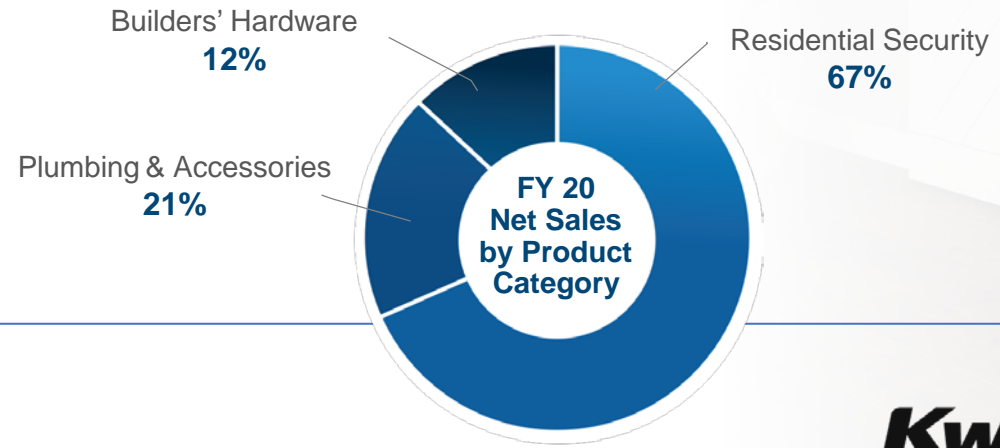 Builders' Hardware
12%
Residential Security
67%
Plumbing & Accessories
21%
FY 20
Net Sales
by Product
Category